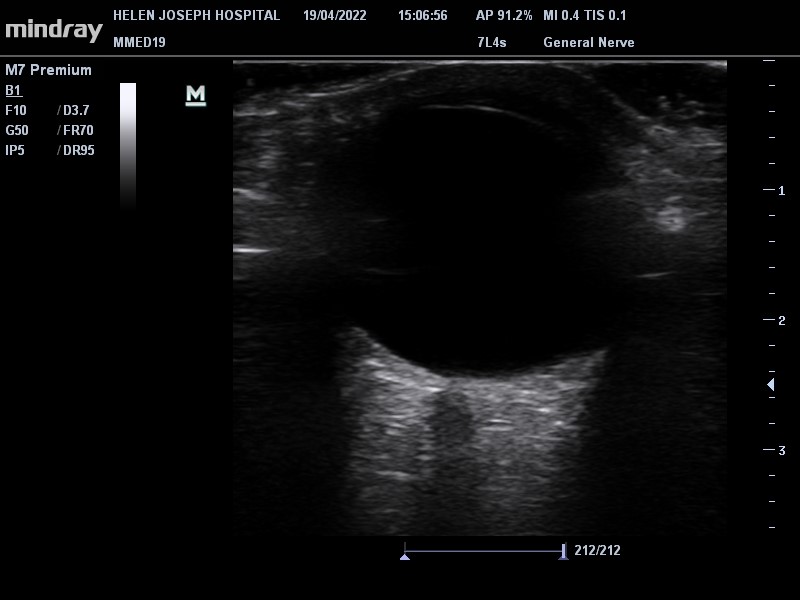 mindray HELEN JOSEPH HOSPITAL 19/04/2022 15:06:56 AP 91.2% MI 0.4 TIS 0.1
MMED19 7L4s General Nerve
M7 Premium
B1
F10 / D3.7
G50 / FR70
IP5 / DR95
M
1
2
3
212/212